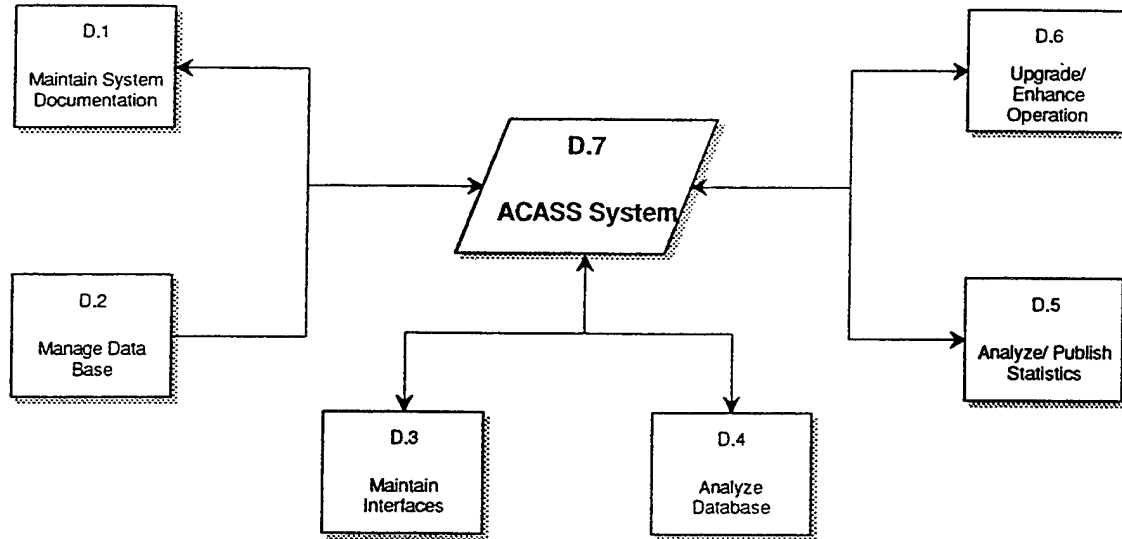 D.1
Maintain System
Documentation
D.6
Upgrade/
Enhance
Operation
D.7
ACASS System
D.2
Manage Data
Base
D.5
Analyze/ Publish
Statistics
D.3
Maintain
Interfaces
D.4
Analyze
Database